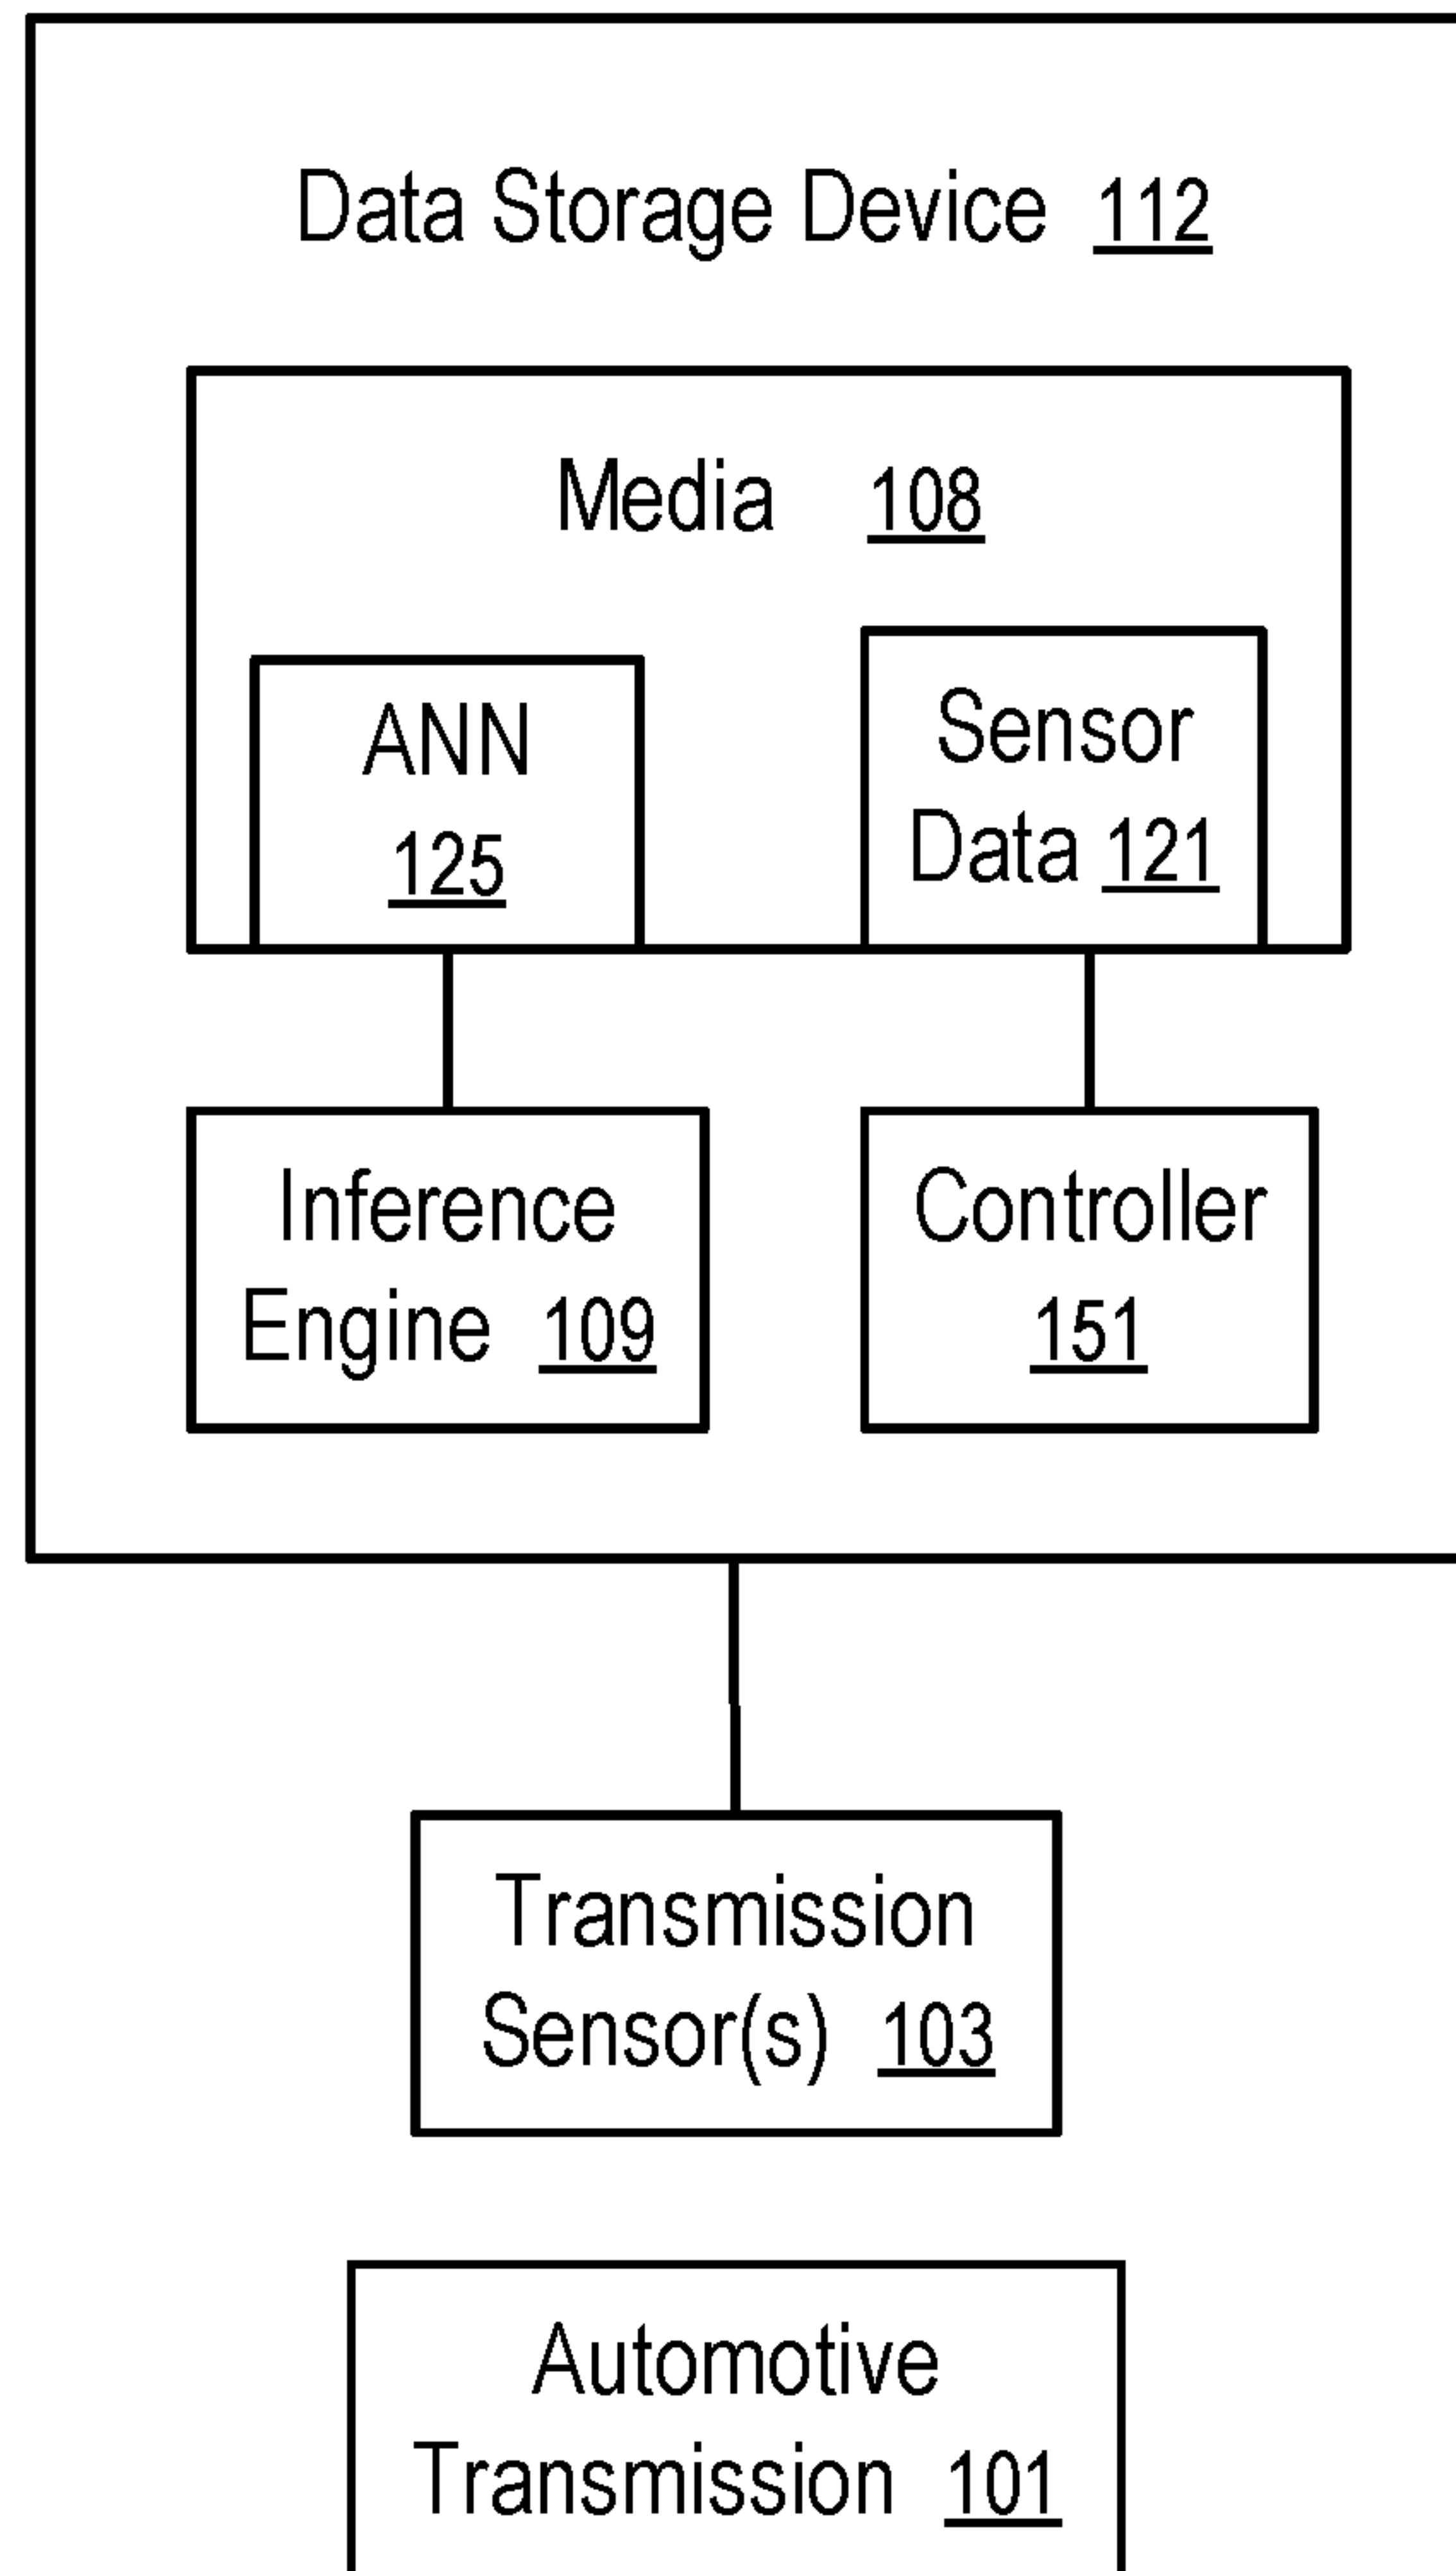 Data Storage Device 112
Media 108
ANN
125
Sensor
Data 121
Inference
Engine 109
Controller
151
Transmission
Sensor(s) 103
Automotive
Transmission 101